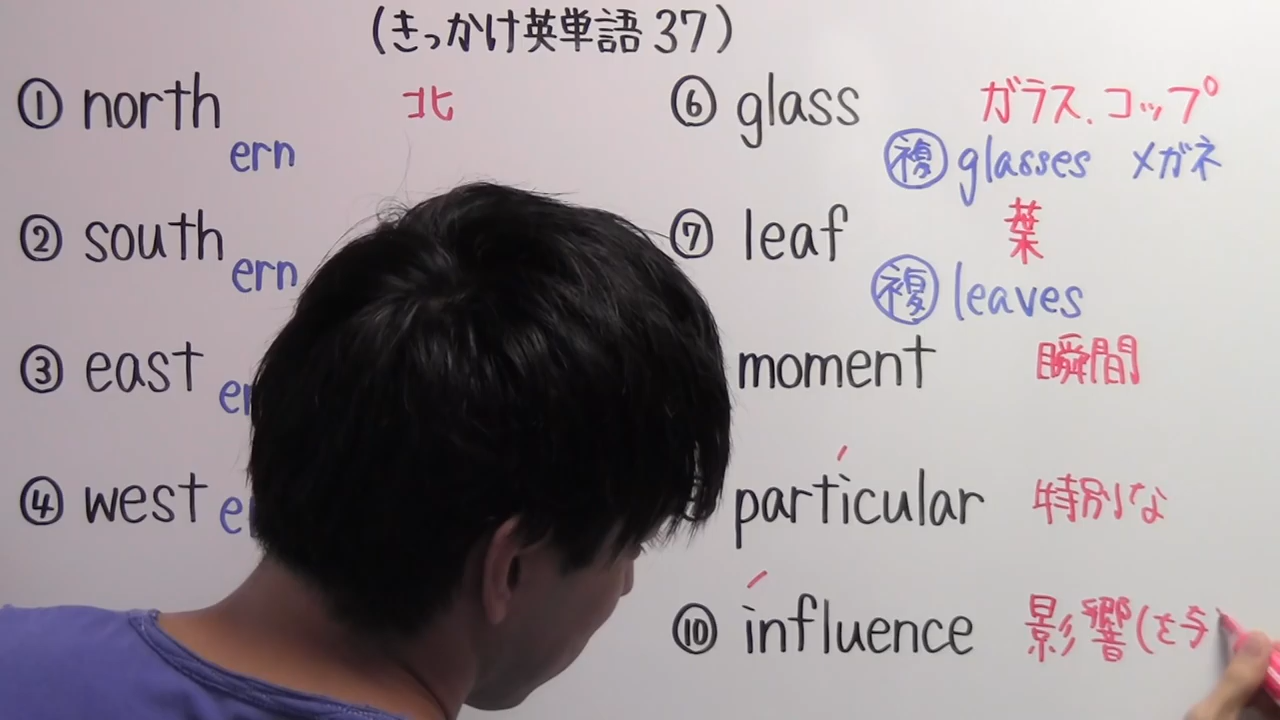 (きっかけ英単語37)
① north 北
ern
② south
ern
③ east
④ west
⑥ glass ガラス.コップ
複 glasses メガネ
⑦ leaf 葉
複 leaves
moment 瞬間
particular 特別な
⑩ influence 影響(を与